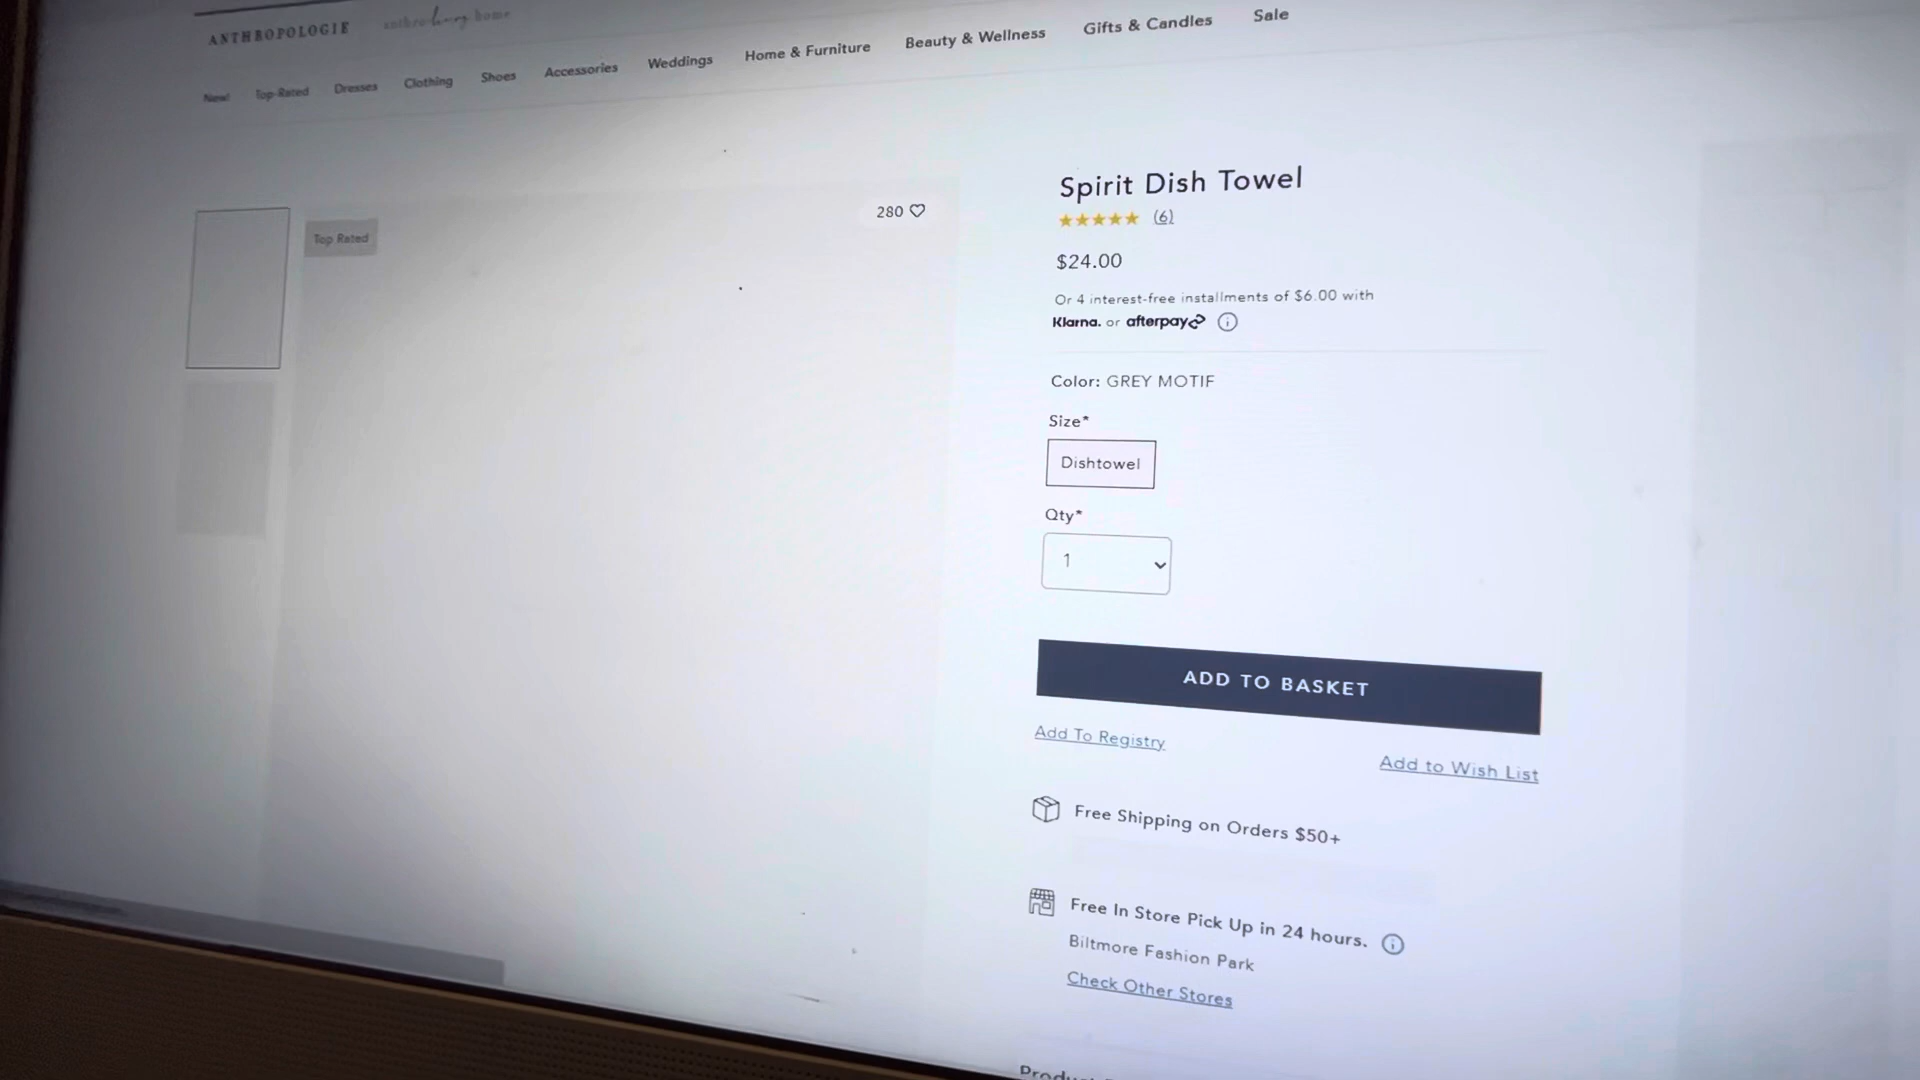 ANTHROPOLOGIE
anthroliving home
New! Top-Rated Dresses Clothing Shoes Accessories Weddings Home & Furniture Beauty & Wellness Gifts & Candles Sale
Top Rated
280
Spirit Dish Towel
(6)
$24.00
Or 4 interest-free installments of $6.00 with
Klarna. or afterpay
Color: GREY MOTIF
Size*
Dishtowel
Qty*
1
ADD TO BASKET
Add To Registry
Add to Wish List
Free Shipping on Orders $50+
Free In Store Pick Up in 24 hours.
Biltmore Fashion Park
Check Other Stores